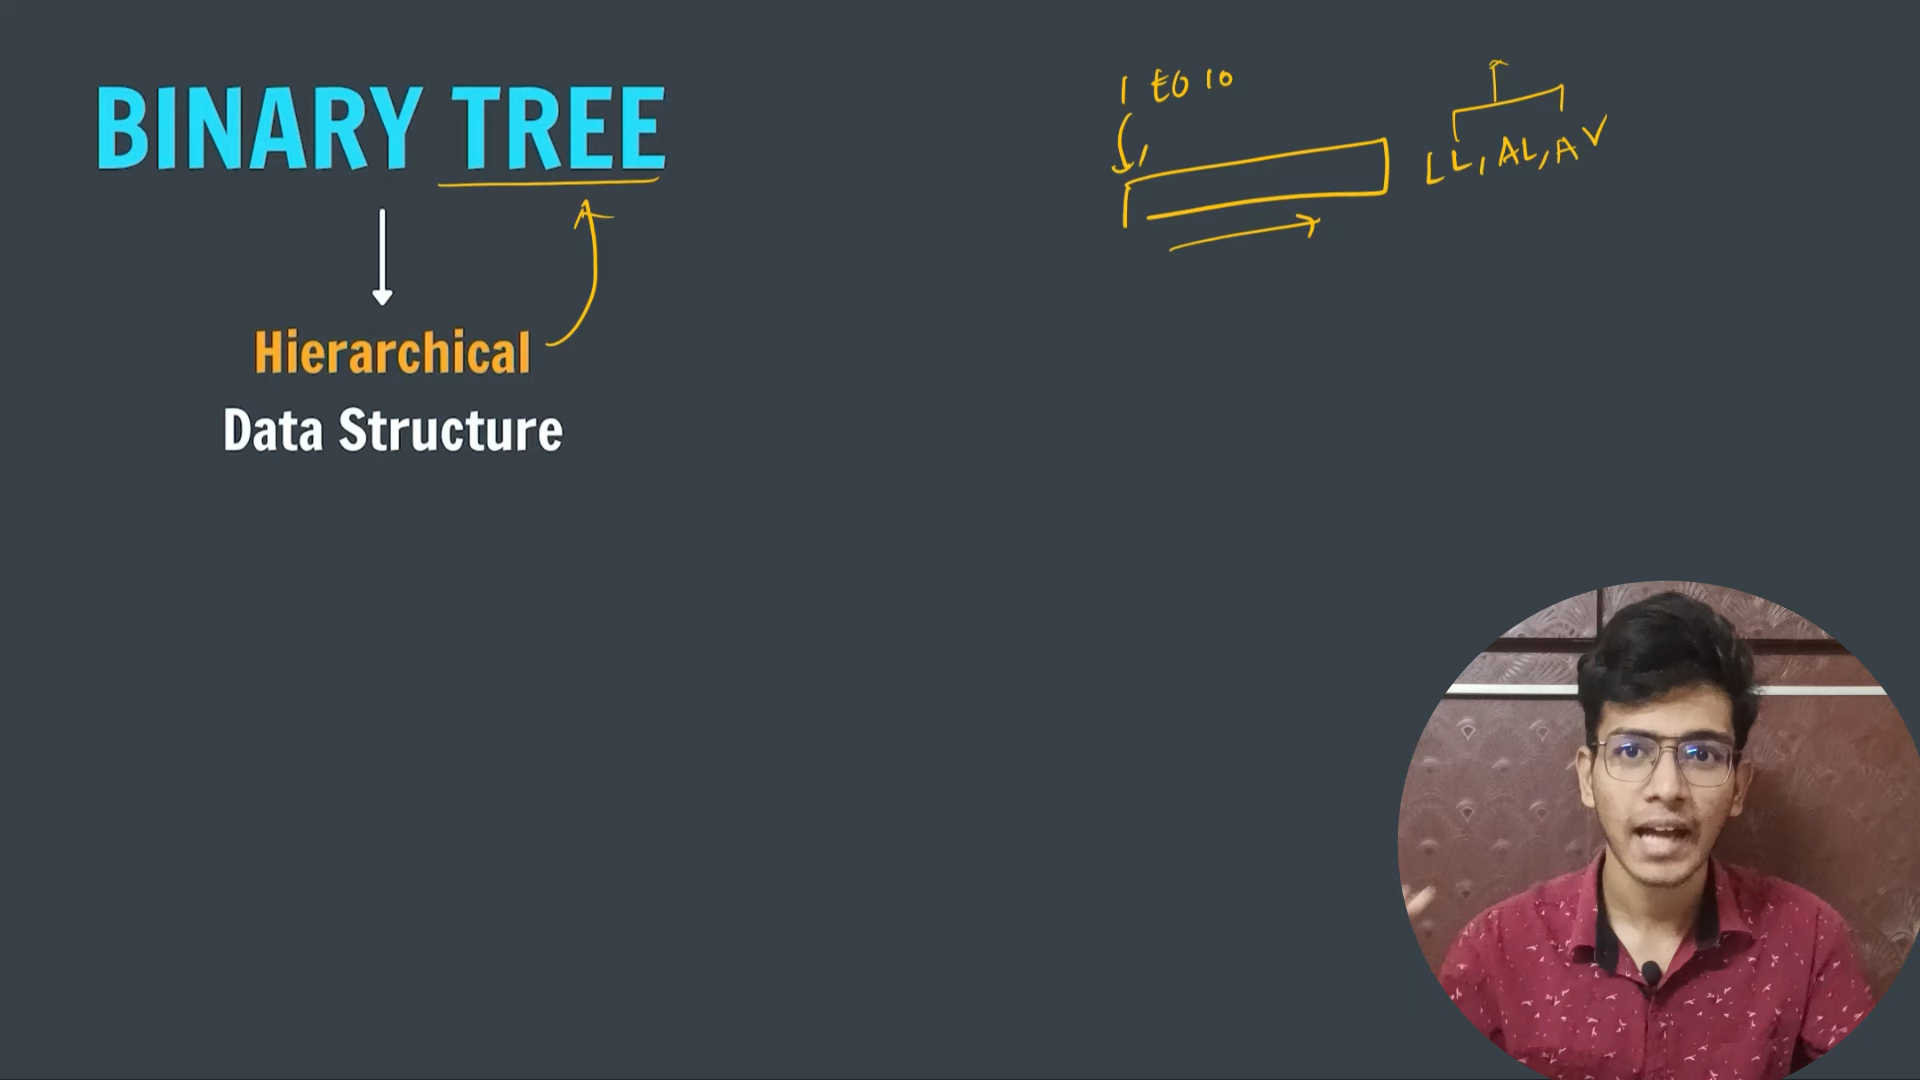 BINARY TREE
Hierarchical
Data Structure
1 to 10
LL, AL, AV